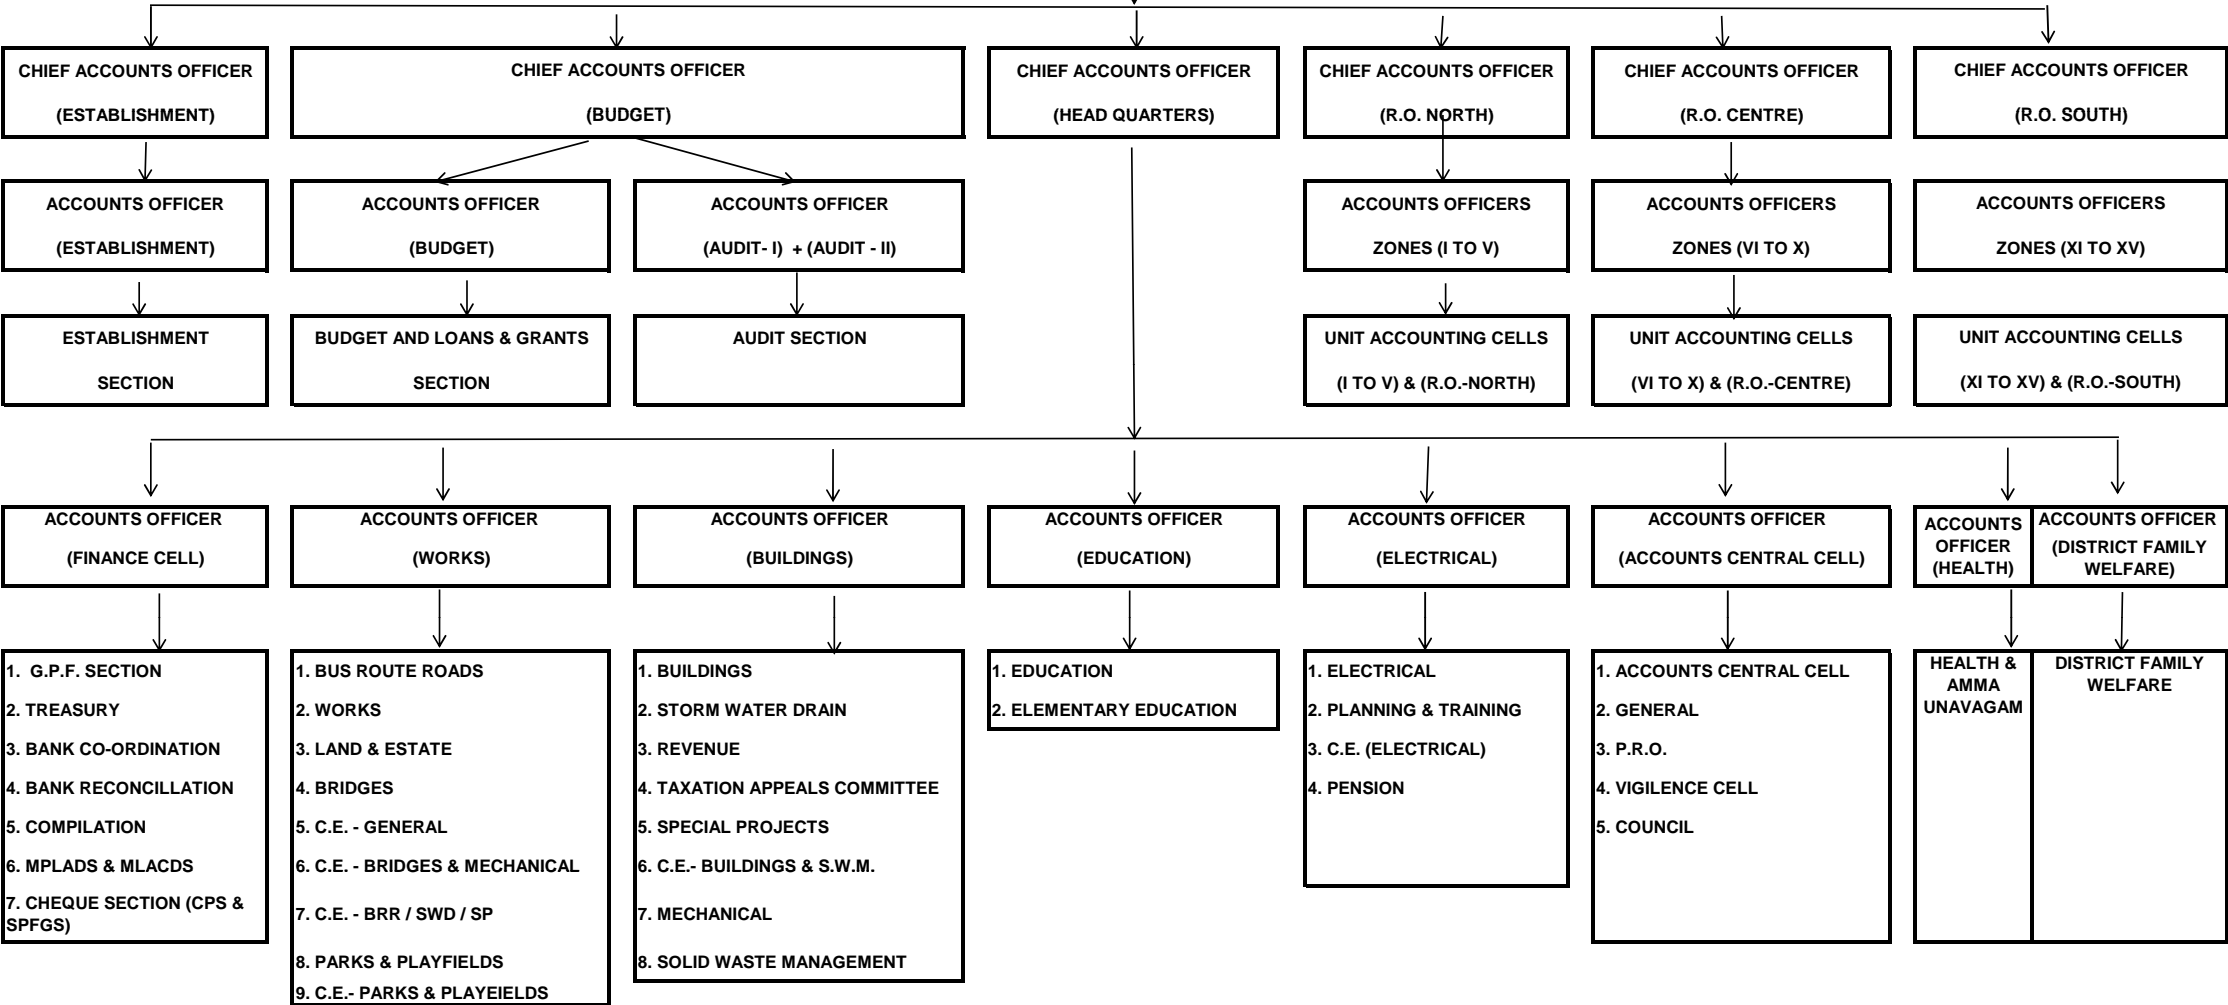 CHIEF ACCOUNTS OFFICER
(ESTABLISHMENT)
CHIEF ACCOUNTS OFFICER
(BUDGET)
CHIEF ACCOUNTS OFFICER
(HEAD QUARTERS)
CHIEF ACCOUNTS OFFICER
(R.O. NORTH)
CHIEF ACCOUNTS OFFICER
(R.O. CENTRE)
CHIEF ACCOUNTS OFFICER
(R.O. SOUTH)
ACCOUNTS OFFICER
(ESTABLISHMENT)
ACCOUNTS OFFICER
(BUDGET)
ACCOUNTS OFFICER
(AUDIT- I)  + (AUDIT - II)
ACCOUNTS OFFICERS
ZONES (I TO V)
ACCOUNTS OFFICERS
ZONES (VI TO X)
ACCOUNTS OFFICERS
ZONES (XI TO XV)
ESTABLISHMENT
SECTION
BUDGET AND LOANS & GRANTS
SECTION
AUDIT SECTION
UNIT ACCOUNTING CELLS
(I TO V) & (R.O.-NORTH)
UNIT ACCOUNTING CELLS
(VI TO X) & (R.O.-CENTRE)
UNIT ACCOUNTING CELLS
(XI TO XV) & (R.O.-SOUTH)
ACCOUNTS OFFICER
(FINANCE CELL)
ACCOUNTS OFFICER
(WORKS)
ACCOUNTS OFFICER
(BUILDINGS)
ACCOUNTS OFFICER
(EDUCATION)
ACCOUNTS OFFICER
(ELECTRICAL)
ACCOUNTS OFFICER
(ACCOUNTS CENTRAL CELL)
ACCOUNTS
OFFICER
(HEALTH)
ACCOUNTS OFFICER
(DISTRICT FAMILY
WELFARE)
1.  G.P.F. SECTION
2. TREASURY
3. BANK CO-ORDINATION
4. BANK RECONCILLATION
5. COMPILATION
6. MPLADS & MLACDS
7. CHEQUE SECTION (CPS &
SPFGS)
1. BUS ROUTE ROADS
2. WORKS
3. LAND & ESTATE
4. BRIDGES
5. C.E. - GENERAL
6. C.E. - BRIDGES & MECHANICAL
7. C.E. - BRR / SWD / SP
8. PARKS & PLAYFIELDS
9. C.E.- PARKS & PLAYEIELDS
1. BUILDINGS
2. STORM WATER DRAIN
3. REVENUE
4. TAXATION APPEALS COMMITTEE
5. SPECIAL PROJECTS
6. C.E.- BUILDINGS & S.W.M.
7. MECHANICAL
8. SOLID WASTE MANAGEMENT
1. EDUCATION
2. ELEMENTARY EDUCATION
1. ELECTRICAL
2. PLANNING & TRAINING
3. C.E. (ELECTRICAL)
4. PENSION
1. ACCOUNTS CENTRAL CELL
2. GENERAL
3. P.R.O.
4. VIGILENCE CELL
5. COUNCIL
HEALTH &
AMMA
UNAVAGAM
DISTRICT FAMILY
WELFARE